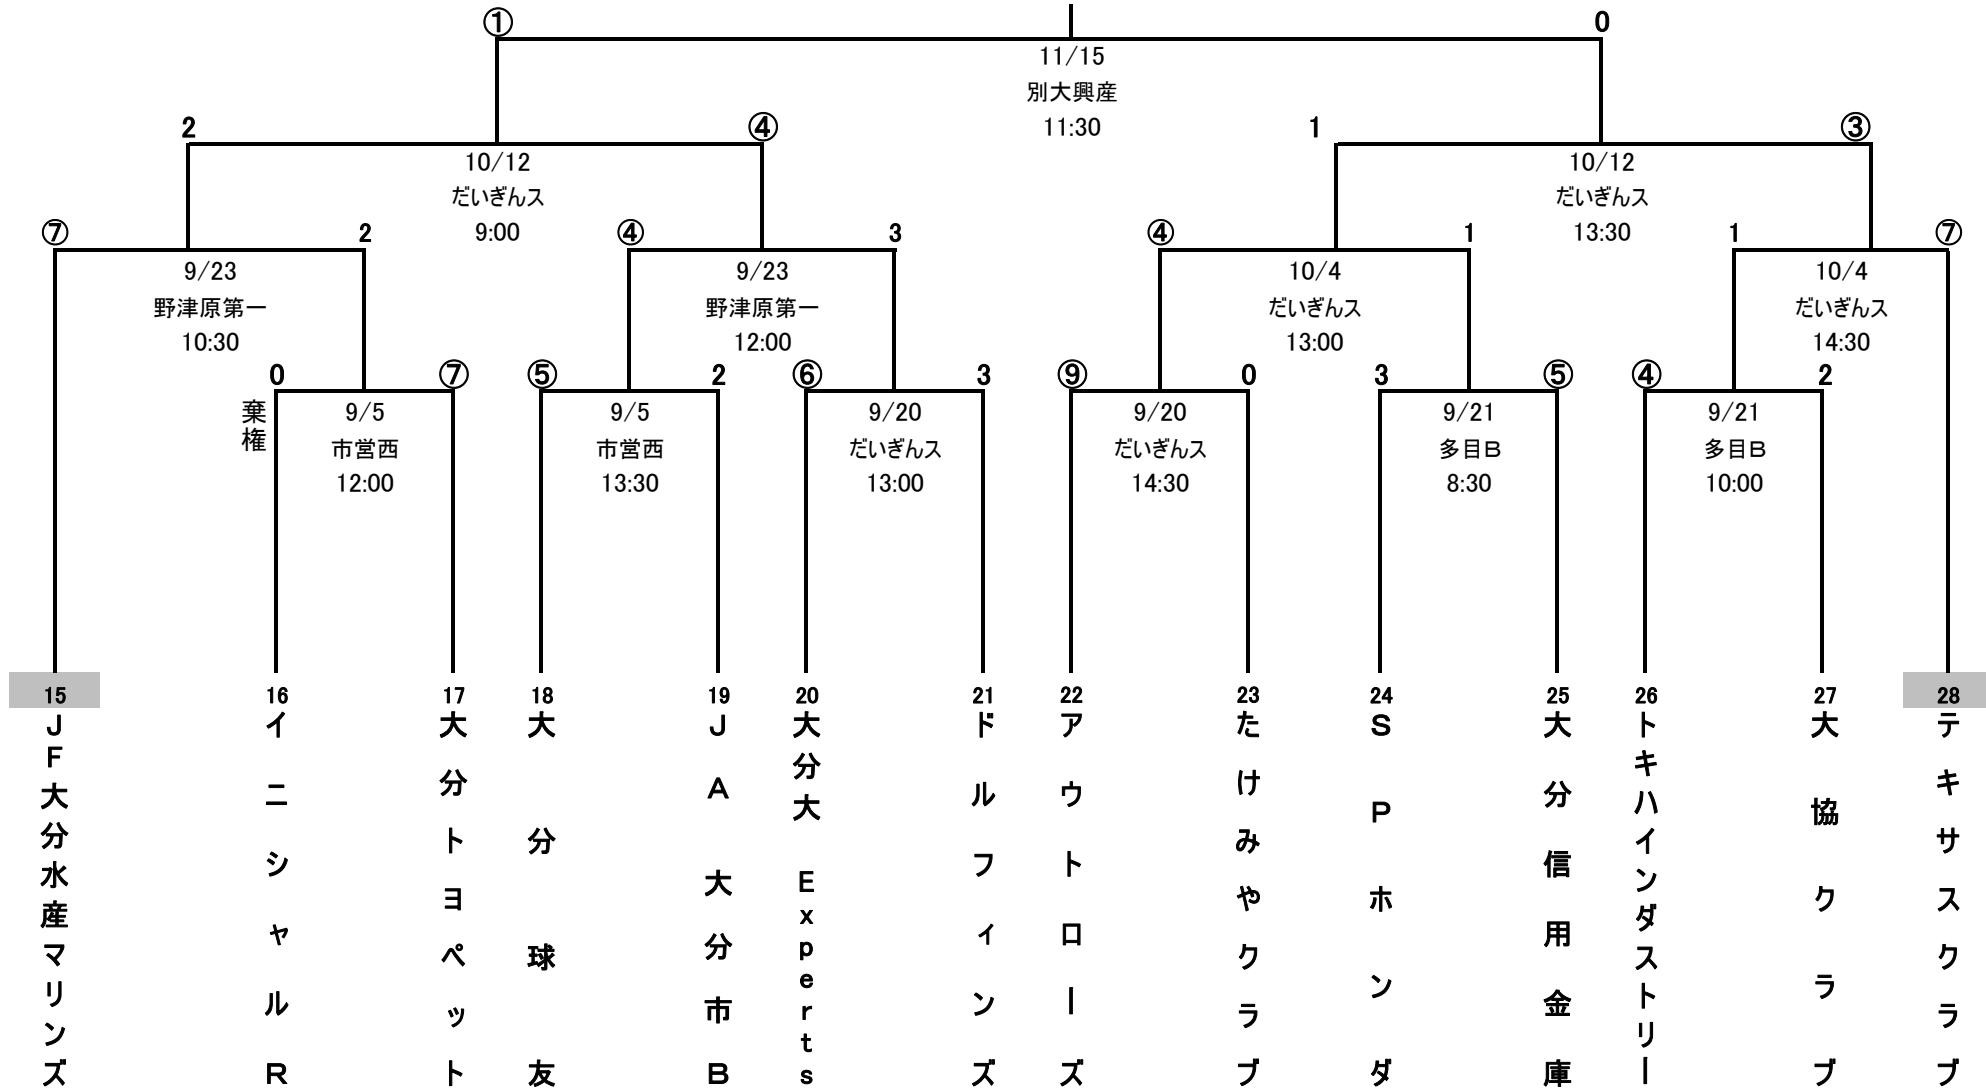 ① 0
11/15
別大興産
11:30
2 ④ 1 ③
10/12 10/12
だいぎんス だいぎんス
9:00 13:30
⑦ 2 ④ 3 ④ 1 1 ⑦
9/23 9/23 10/4 10/4
野津原第一 野津原第一 だいぎんス だいぎんス
10:30 12:00 13:00 14:30
0 ⑦ ⑤ 2 ⑥ 3 ⑨ 0 3 ⑤ ④ 2
棄権
9/5 9/5 9/20 9/20 9/21 9/21
市営西 市営西 だいぎんス だいぎんス 多目B 多目B
12:00 13:30 13:00 14:30 8:30 10:00
15 16 17 18 19 20 21 22 23 24 25 26 27 28
JF大分水産マリンズ
イニシャルR
大分トヨペット
大分球友
JA大分市B
大分大 Experts
ドルフィンズ
アウトローズ
たけみやクラブ
SPホンダ
大分信用金庫
トキハインダストリー
大協クラブ
テキサスクラブ